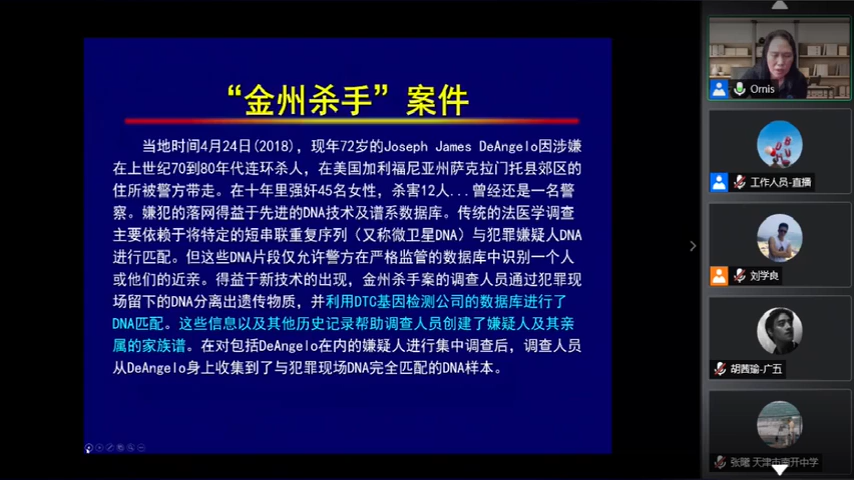 “金州杀手”案件
当地时间4月24日(2018)，现年72岁的Joseph James DeAngelo因涉嫌
在上世纪70到80年代连环杀人，在美国加利福尼亚州萨克拉门托县郊区的
住所被警方带走。在十年里强奸45名女性，杀害12人...曾经还是一名警
察。嫌犯的落网得益于先进的DNA技术及谱系数据库。传统的法医学调查
主要依赖于将特定的短串联重复序列（又称微卫星DNA）与犯罪嫌疑人DNA
进行匹配。但这些DNA片段仅允许警方在严格监管的数据库中识别一个人
或他们的近亲。得益于新技术的出现，金州杀手案的调查人员通过犯罪现
场留下的DNA分离出遗传物质，并利用DTC基因检测公司的数据库进行了
DNA匹配。这些信息以及其他历史记录帮助调查人员创建了嫌疑人及其亲
属的家族谱。在对包括DeAngelo在内的嫌疑人进行集中调查后，调查人员
从DeAngelo身上收集到了与犯罪现场DNA完全匹配的DNA样本。
Ornis
工作人员-直播
刘学良
胡茜瑜-广五
张曦 天津市南开中学